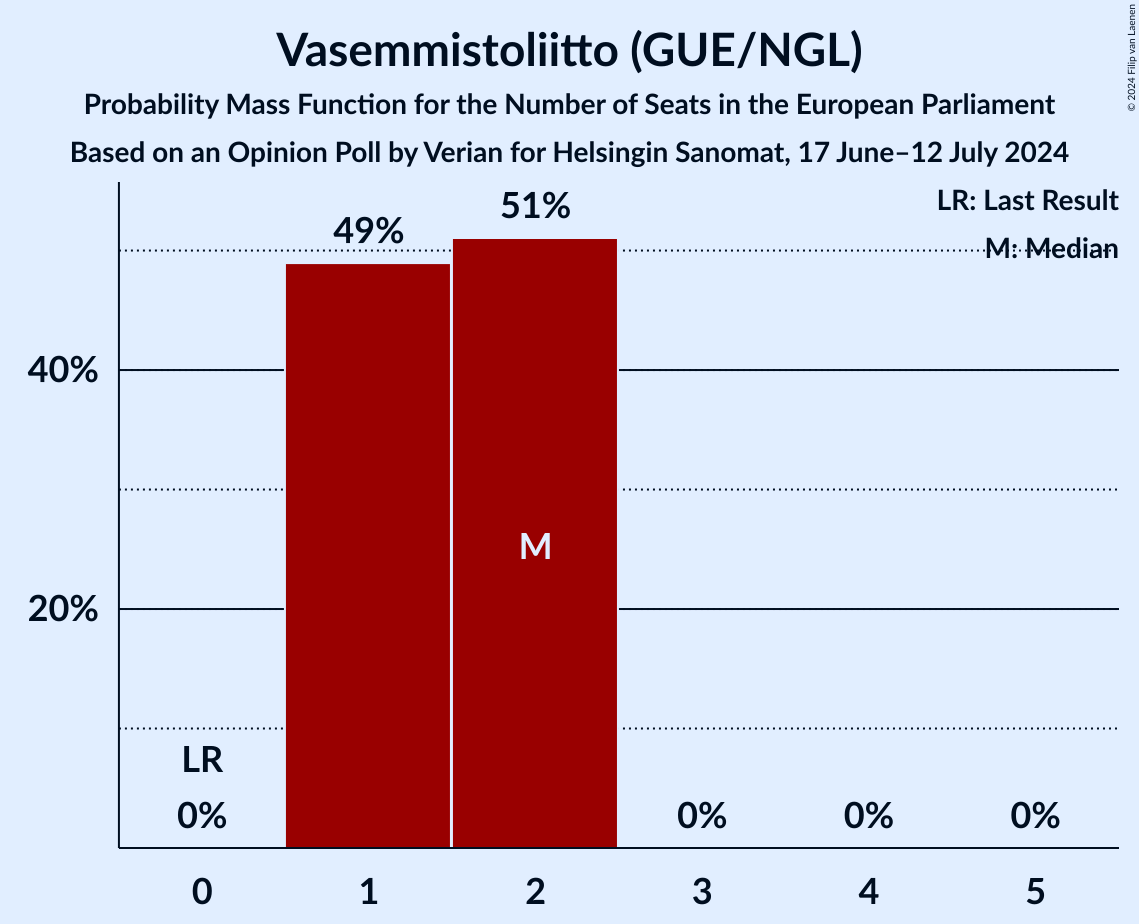 Vasemmistoliitto (GUE/NGL)
Probability Mass Function for the Number of Seats in the European Parliament
Based on an Opinion Poll by Verian for Helsingin Sanomat, 17 June–12 July 2024
© 2024 Filip van Laenen
LR: Last Result
M: Median
51%
49%
40%
M
20%
LR
0%
0%
0%
0%
0
1
2
3
4
5